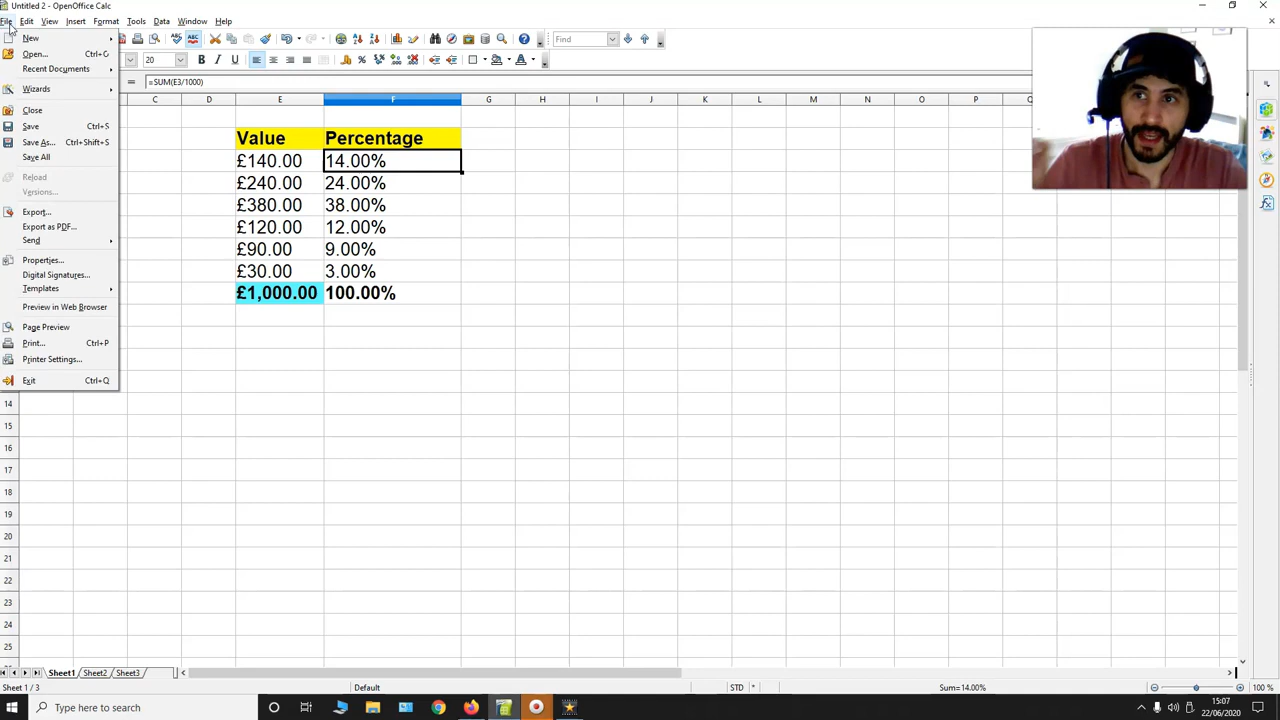 Untitled 2 - OpenOffice Calc
File Edit View Insert Format Tools Data Window Help
New
Open... Ctrl+O
Recent Documents
Wizards
Close
Save Ctrl+S
Save As... Ctrl+Shift+S
Save All
Reload
Versions...
Export...
Export as PDF...
Send
Properties...
Digital Signatures...
Templates
Preview in Web Browser
Page Preview
Print... Ctrl+P
Printer Settings...
Exit Ctrl+Q
Find
20 B I U
=SUM(E3/1000)
C D E F G H I J K L M N O P Q
Value Percentage
£140.00 14.00%
£240.00 24.00%
£380.00 38.00%
£120.00 12.00%
£90.00 9.00%
£30.00 3.00%
£1,000.00 100.00%
14
15
16
17
18
19
20
21
22
23
24
25
Sheet1 Sheet2 Sheet3
Sheet 1 / 3 Default STD * Sum=14.00% 100 %
Type here to search
15:07
22/06/2020